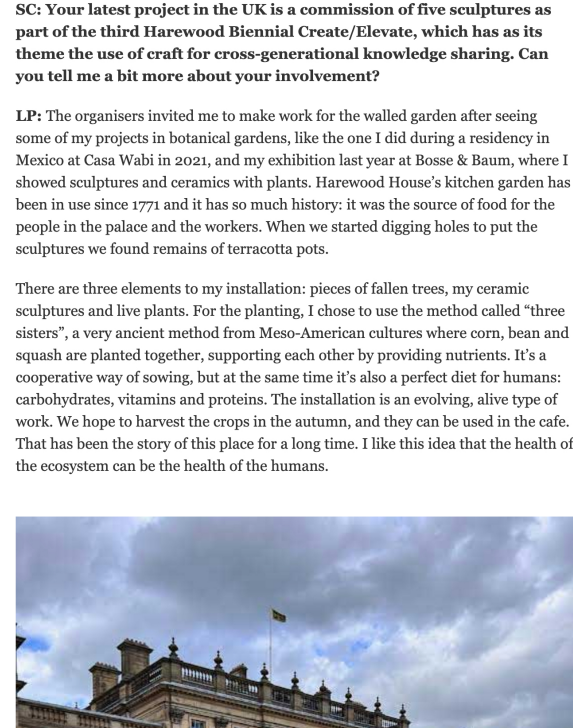 SC: Your latest project in the UK is a commission of five sculptures as
part of the third Harewood Biennial Create/Elevate, which has as its
theme the use of craft for cross-generational knowledge sharing. Can
you tell me a bit more about your involvement?
LP: The organisers invited me to make work for the walled garden after seeing
some of my projects in botanical gardens, like the one I did during a residency in
Mexico at Casa Wabi in 2021, and my exhibition last year at Bosse & Baum, where I
showed sculptures and ceramics with plants. Harewood House’s kitchen garden has
been in use since 1771 and it has so much history: it was the source of food for the
people in the palace and the workers. When we started digging holes to put the
sculptures we found remains of terracotta pots.
There are three elements to my installation: pieces of fallen trees, my ceramic
sculptures and live plants. For the planting, I chose to use the method called “three
sisters”, a very ancient method from Meso-American cultures where corn, bean and
squash are planted together, supporting each other by providing nutrients. It’s a
cooperative way of sowing, but at the same time it’s also a perfect diet for humans:
carbohydrates, vitamins and proteins. The installation is an evolving, alive type of
work. We hope to harvest the crops in the autumn, and they can be used in the cafe.
That has been the story of this place for a long time. I like this idea that the health of
the ecosystem can be the health of the humans.